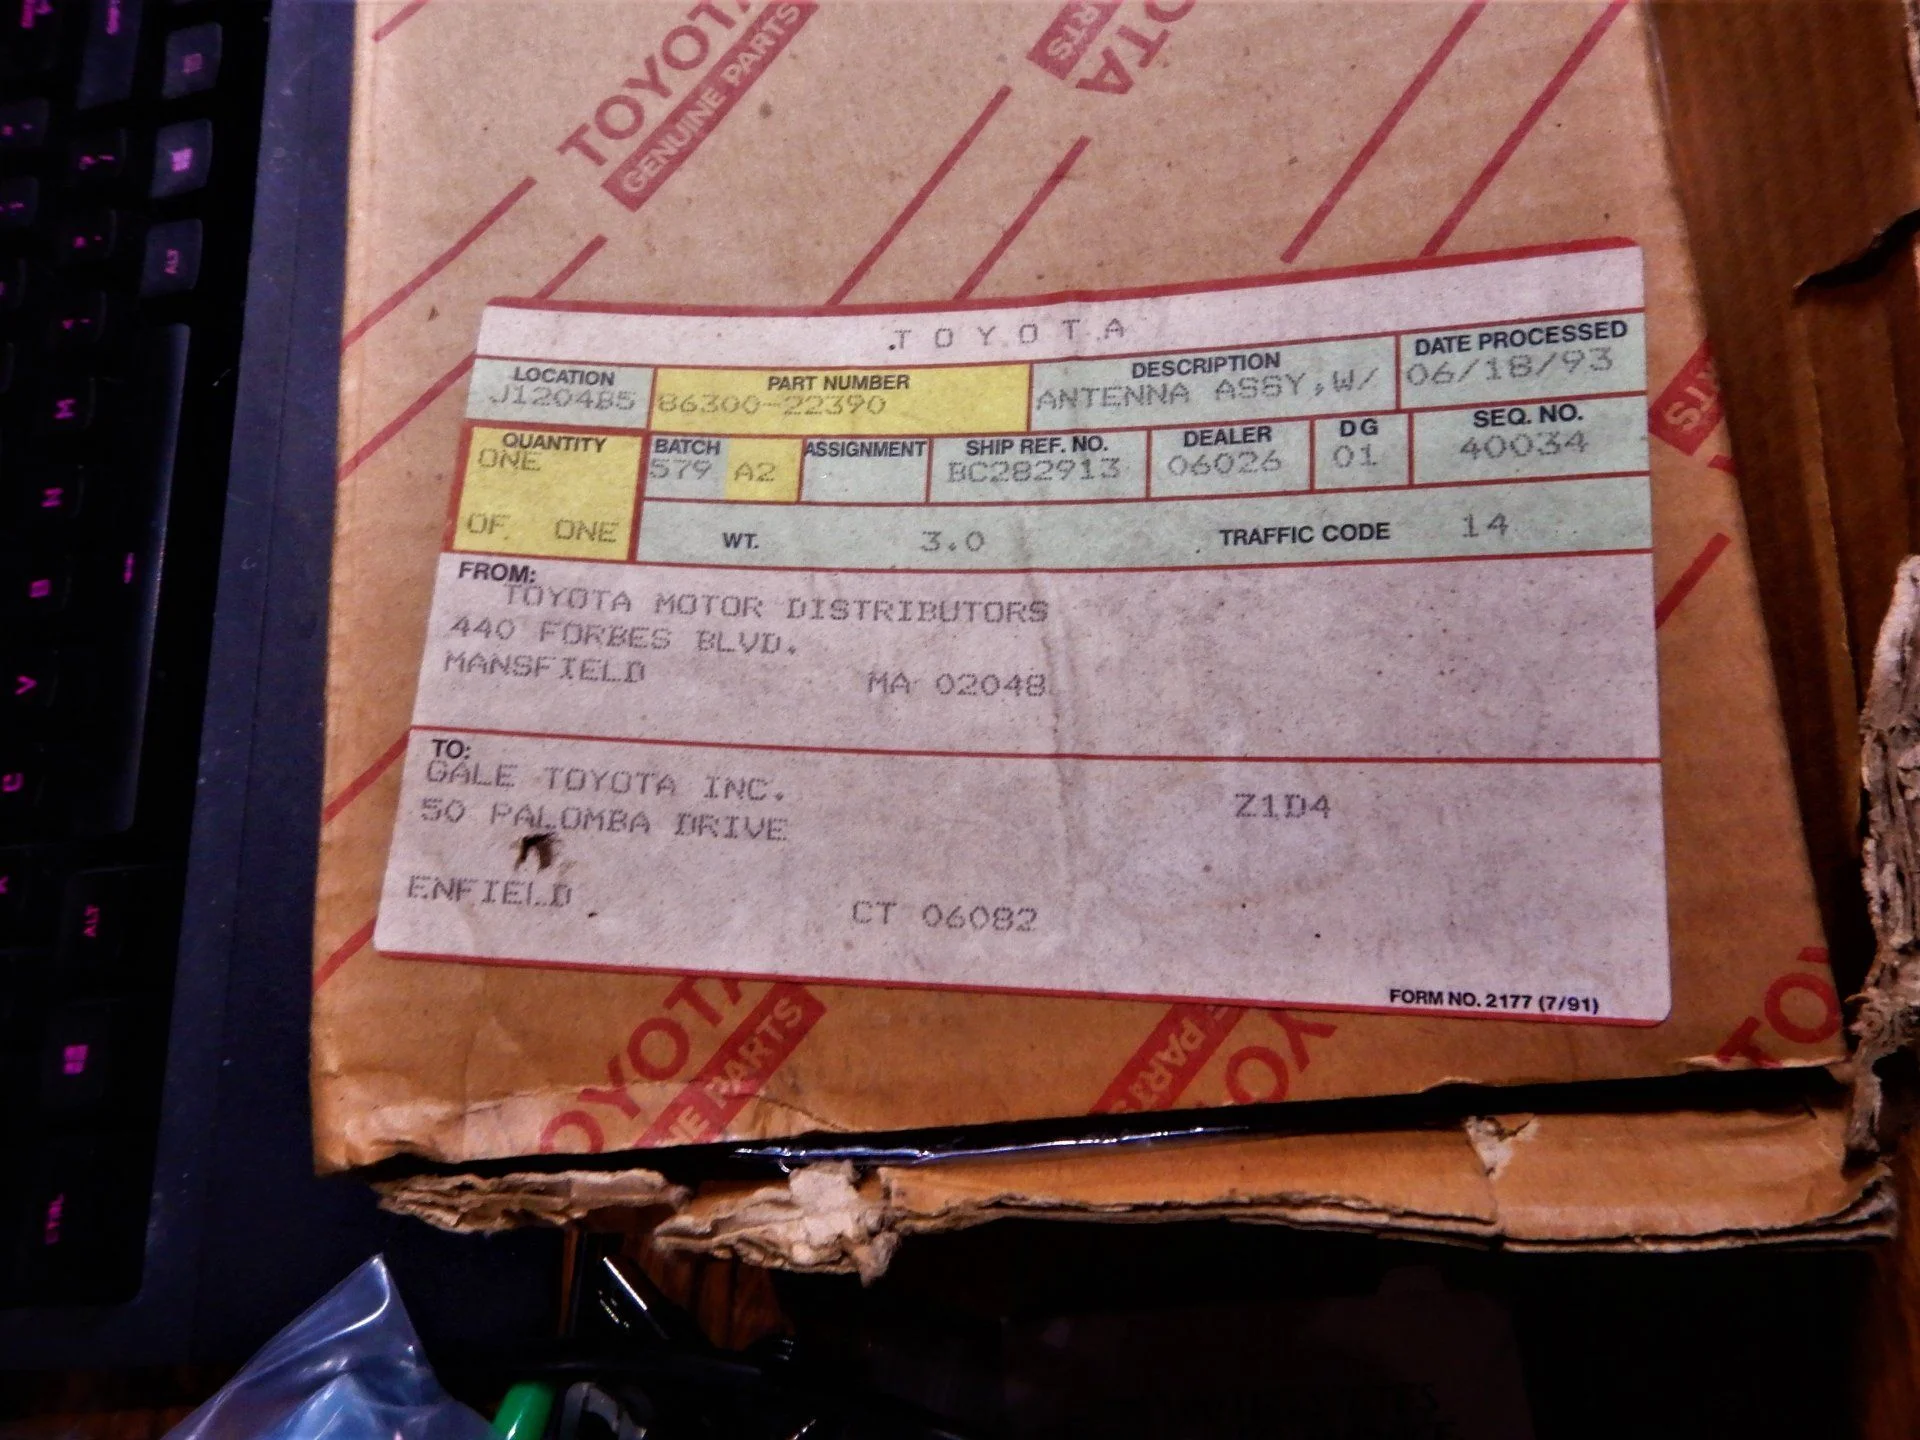 TOYOTA
GENUINE PARTS
TOYOTA
LOCATION
J120485
PART NUMBER
86300-22390
DESCRIPTION
ANTENNA ASSY,W/
DATE PROCESSED
06/18/93
QUANTITY
ONE
OF ONE
BATCH
579 A2
ASSIGNMENT
SHIP REF. NO.
BC282913
DEALER
06026
DG
01
SEQ. NO.
40034
WT. 3.0 TRAFFIC CODE 14
FROM:
TOYOTA MOTOR DISTRIBUTORS
440 FORBES BLVD.
MANSFIELD MA 02048
TO:
GALE TOYOTA INC.
50 PALOMBA DRIVE
Z1D4
ENFIELD CT 06082
FORM NO. 2177 (7/91)
TOYOTA
PARTS
ALT
ALT
CTRL
M
N
B
V
C